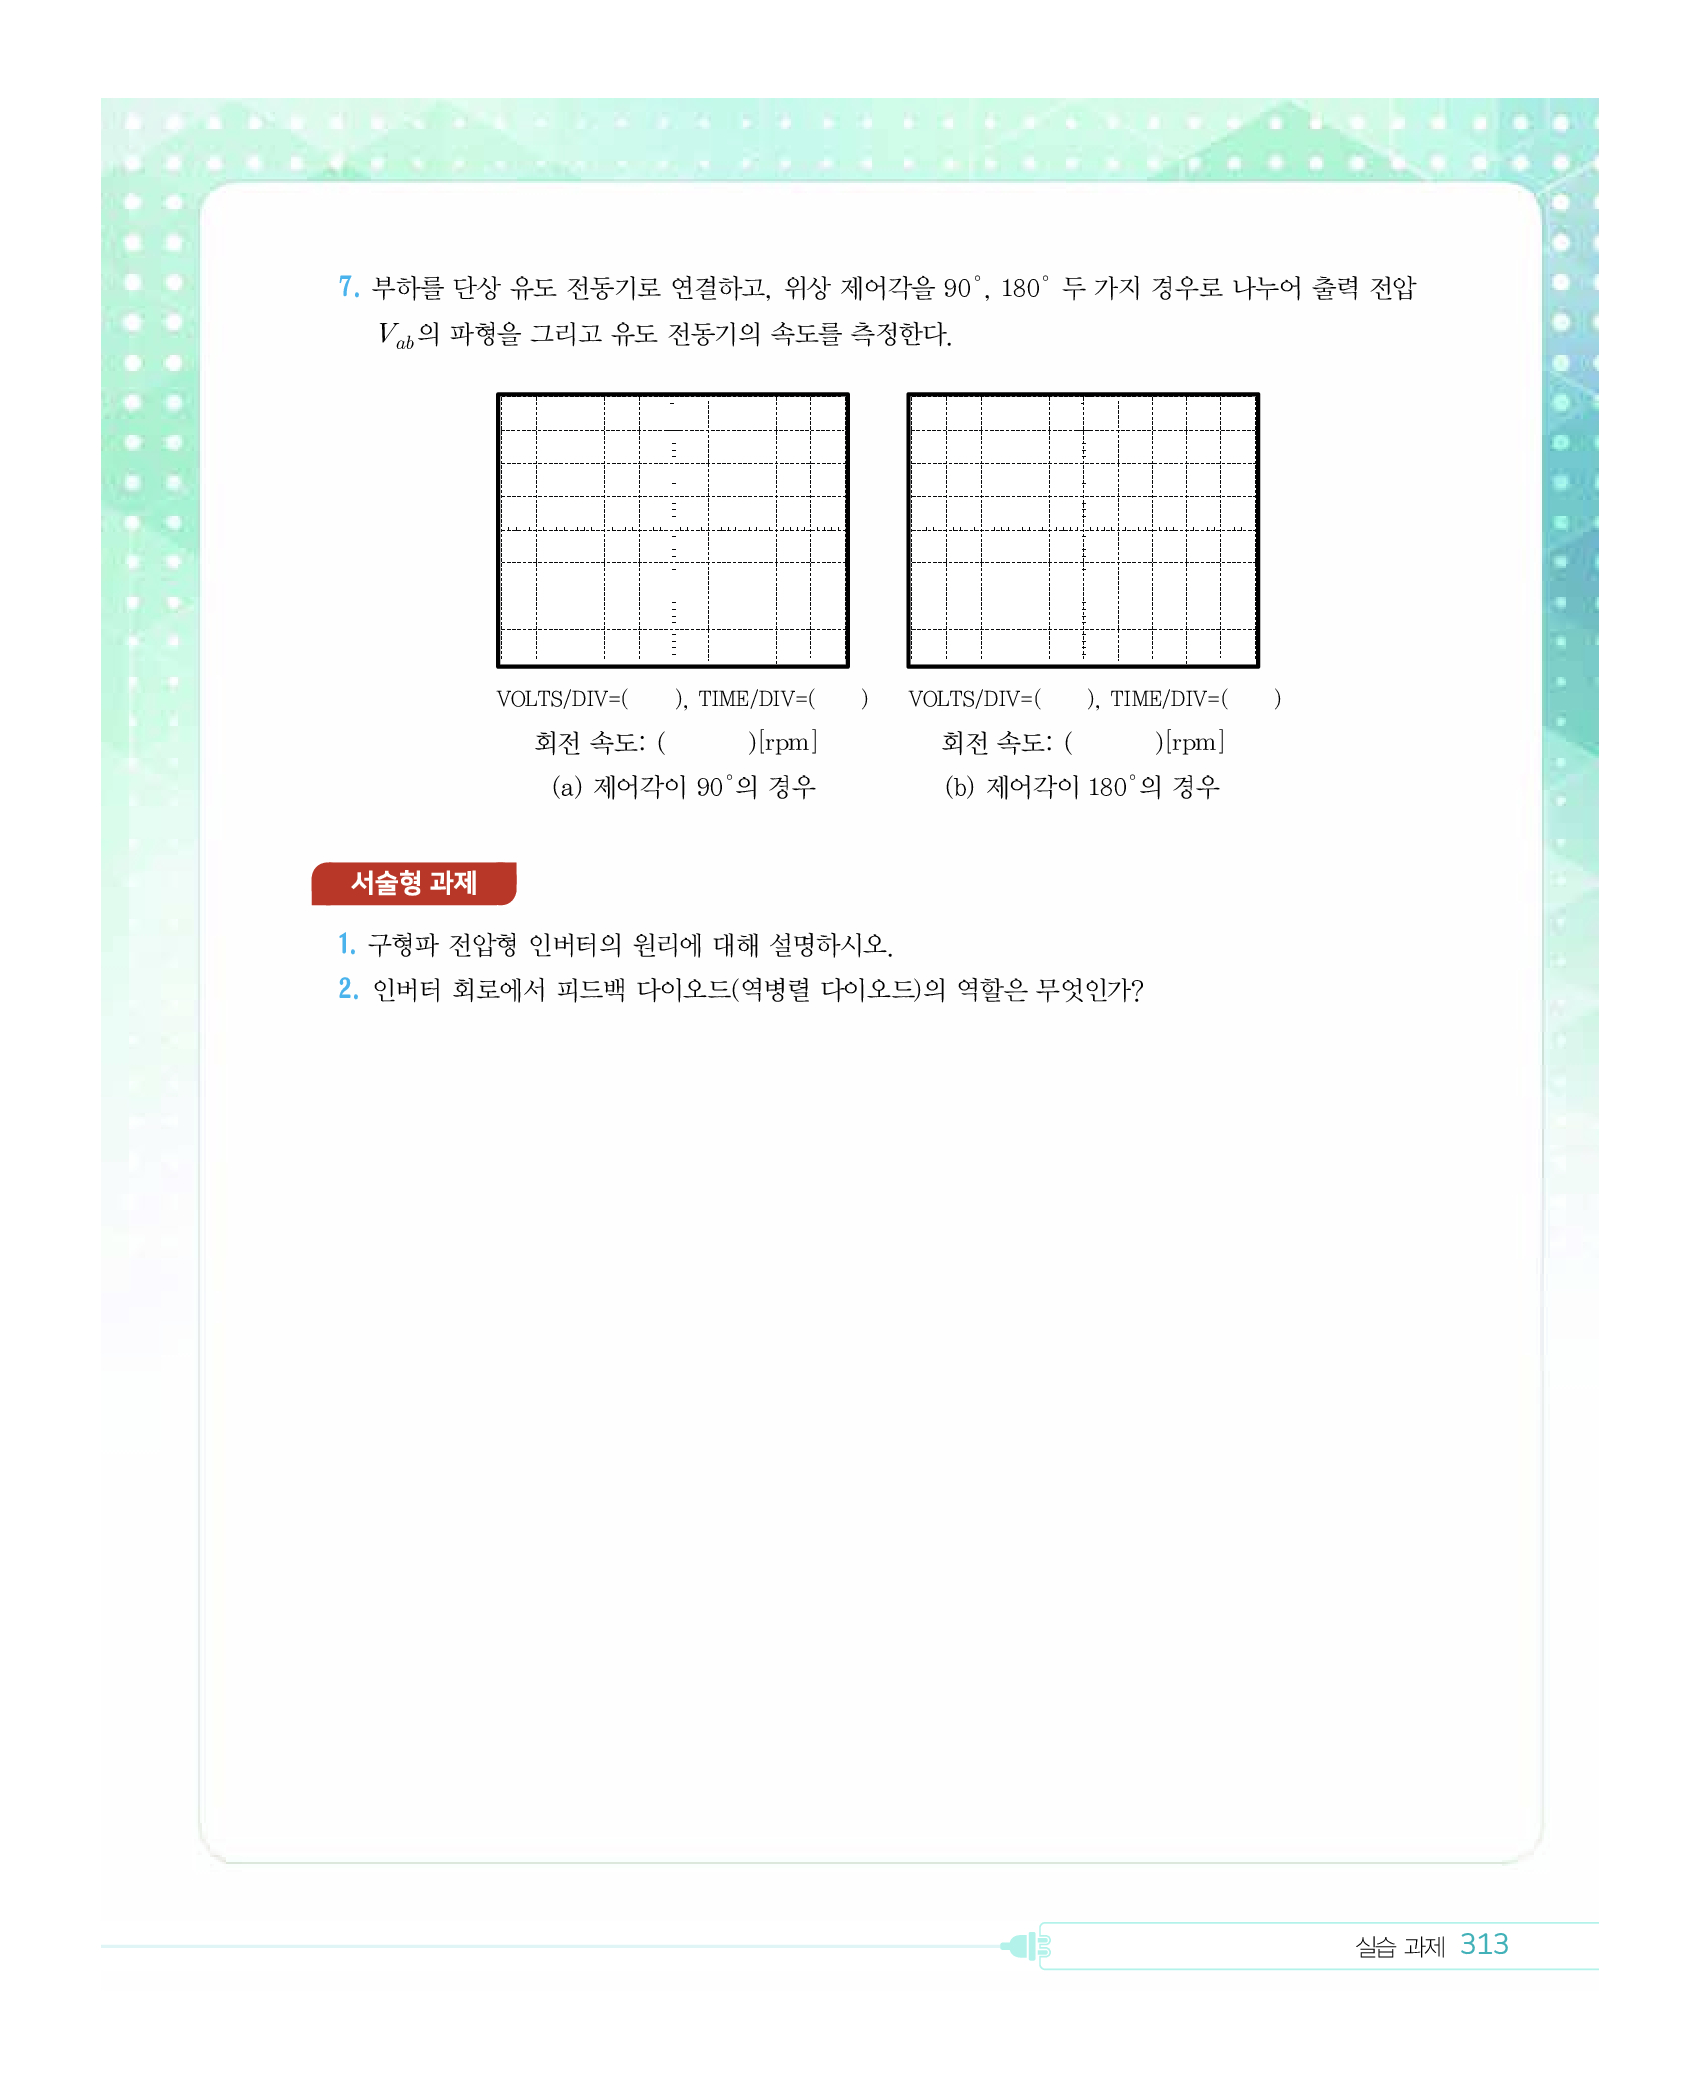 7. 부하를 단상 유도 전동기로 연결하고, 위상 제어각을 90˚, 180˚ 두 가지 경우로 나누어 출력 전압
Vab의 파형을 그리고 유도 전동기의 속도를 측정한다.
VOLTS/DIV=(      ), TIME/DIV=(      )
VOLTS/DIV=(      ), TIME/DIV=(      )
회전 속도: (          )[rpm]
회전 속도: (          )[rpm]
(a) 제어각이 90˚의 경우
(b) 제어각이 180˚의 경우
서술형 과제
1. 구형파 전압형 인버터의 원리에 대해 설명하시오.
2. 인버터 회로에서 피드백 다이오드(역병렬 다이오드)의 역할은 무엇인가?
실습 과제 313